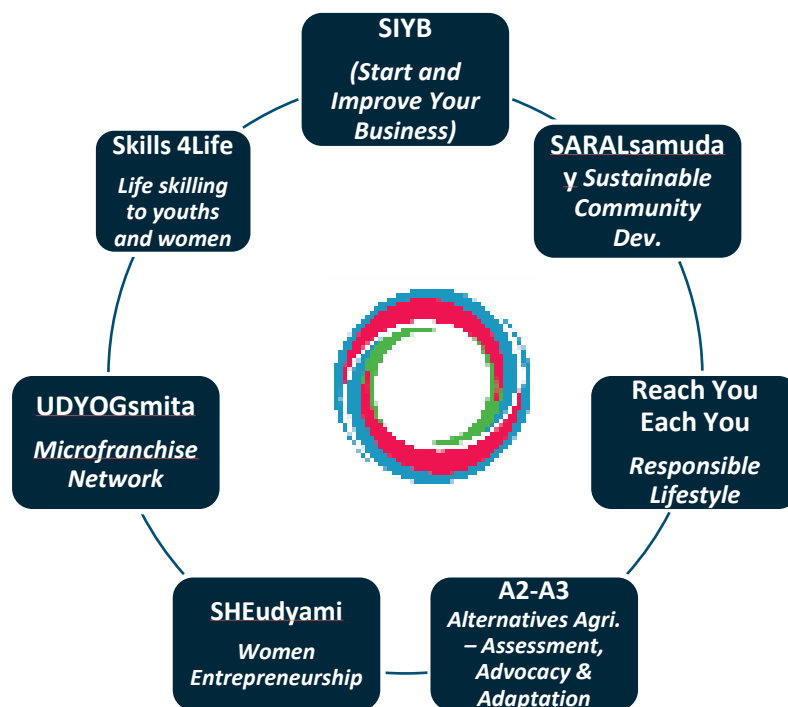 SIYB
(Start and
Improve Your
Business)
SARALsamuda
y Sustainable
Community
Dev.
Reach You
Each You
Responsible
Lifestyle
A2-A3
Alternatives Agri.
– Assessment,
Advocacy &
Adaptation
SHEudyami
Women
Entrepreneurship
UDYOGsmita
Microfranchise
Network
Skills 4Life
Life skilling
to youths
and women